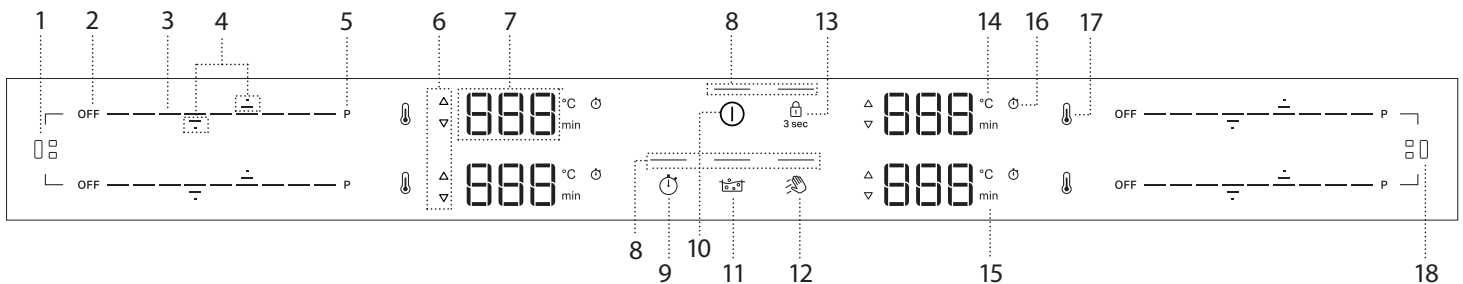 1 2 3 4 5 6 7 8 13 14 16 17
OFF P 888 °C 3 sec 888 °C OFF P
min min
OFF P 888 °C 888 °C OFF P
min min
8 9 10 11 12 15 18